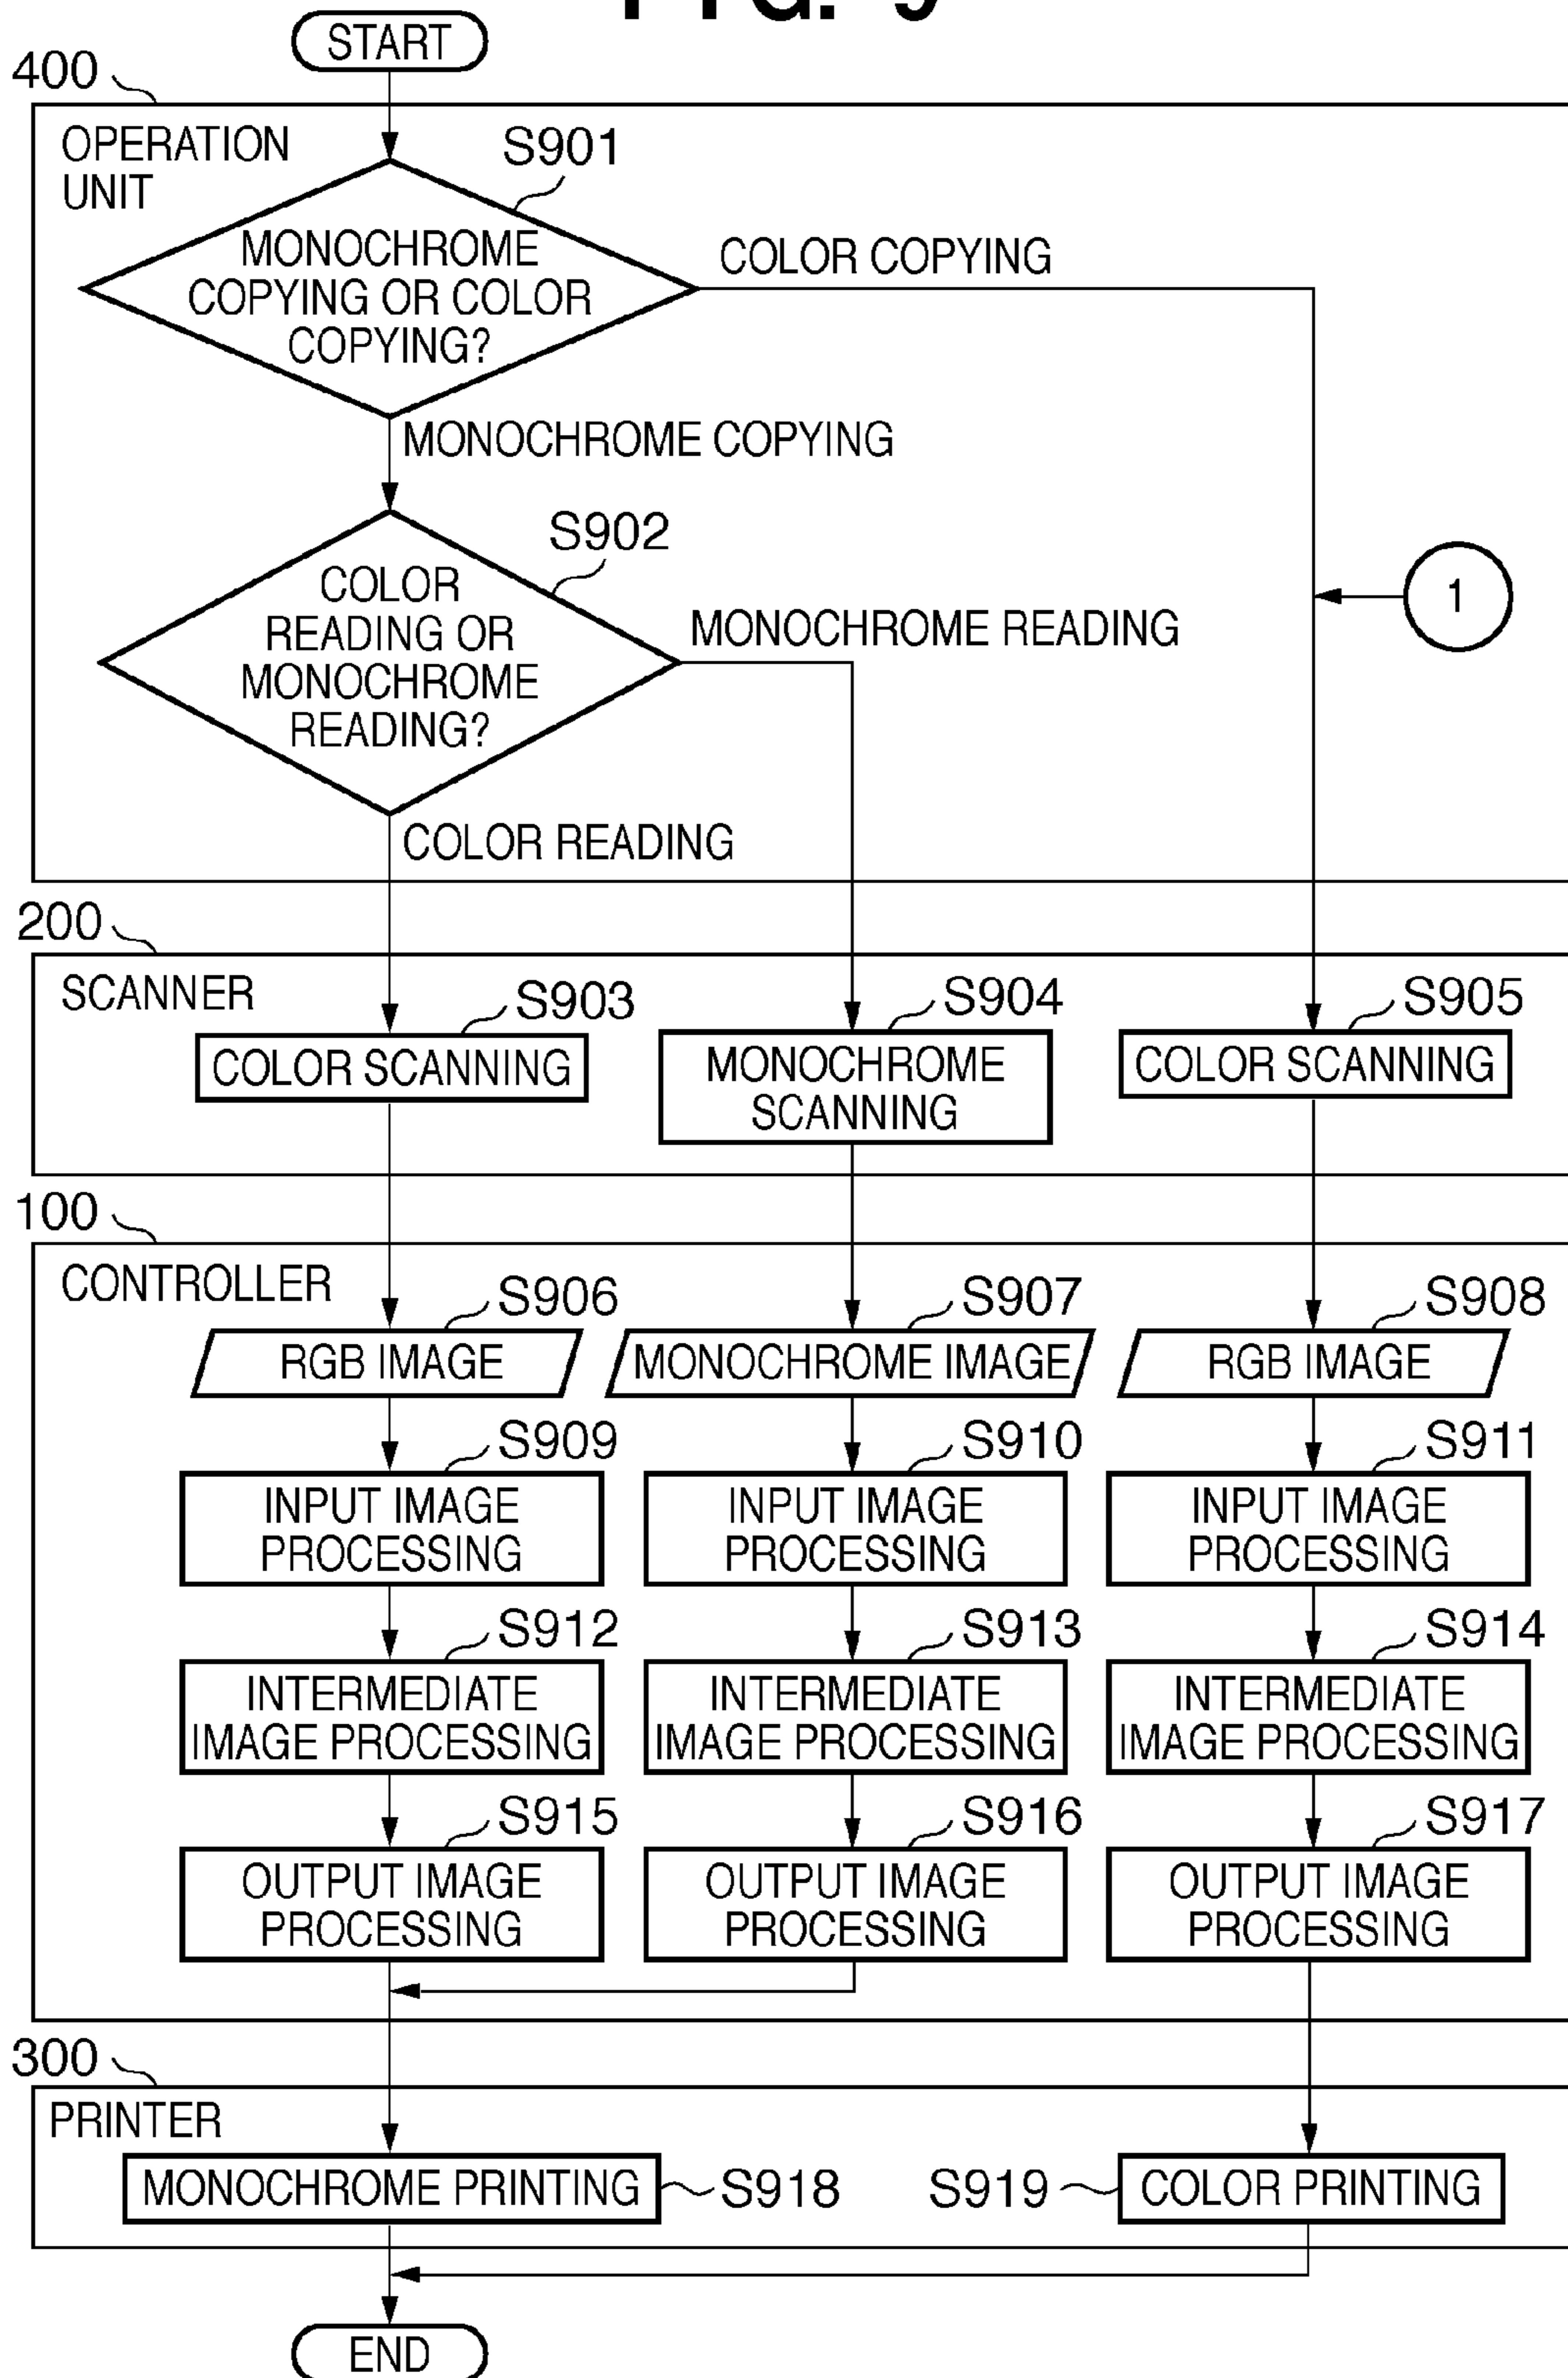 FIG. 9
START
400
OPERATION
UNIT
S901
MONOCHROME
COPYING OR COLOR
COPYING?
COLOR COPYING
MONOCHROME COPYING
S902
COLOR
READING OR
MONOCHROME
READING?
MONOCHROME READING
1
COLOR READING
200
SCANNER
S903
COLOR SCANNING
S904
MONOCHROME
SCANNING
S905
COLOR SCANNING
100
CONTROLLER
S906
RGB IMAGE
S907
MONOCHROME IMAGE
S908
RGB IMAGE
S909
INPUT IMAGE
PROCESSING
S910
INPUT IMAGE
PROCESSING
S911
INPUT IMAGE
PROCESSING
S912
INTERMEDIATE
IMAGE PROCESSING
S913
INTERMEDIATE
IMAGE PROCESSING
S914
INTERMEDIATE
IMAGE PROCESSING
S915
OUTPUT IMAGE
PROCESSING
S916
OUTPUT IMAGE
PROCESSING
S917
OUTPUT IMAGE
PROCESSING
300
PRINTER
MONOCHROME PRINTING
S918
S919
COLOR PRINTING
END